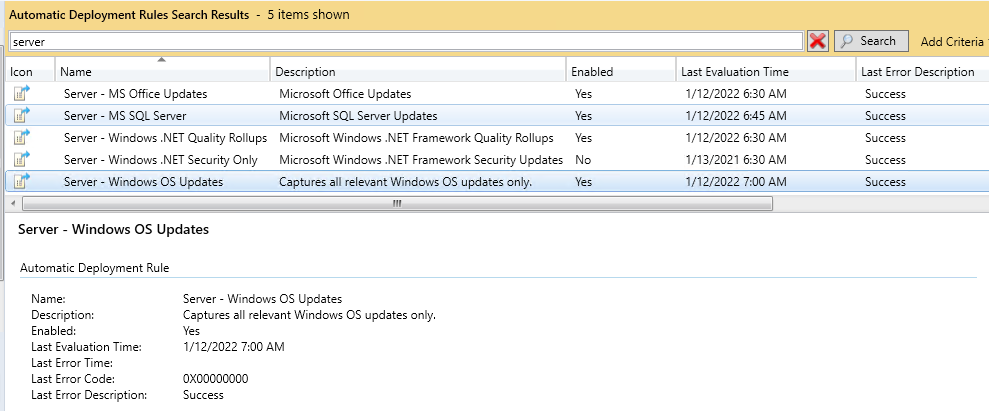 Automatic Deployment Rules Search Results - 5 items shown
server Search Add Criteria
Icon Name Description Enabled Last Evaluation Time Last Error Description
Server - MS Office Updates Microsoft Office Updates Yes 1/12/2022 6:30 AM Success
Server - MS SQL Server Microsoft SQL Server Updates Yes 1/12/2022 6:45 AM Success
Server - Windows .NET Quality Rollups Microsoft Windows .NET Framework Quality Rollups Yes 1/12/2022 6:30 AM Success
Server - Windows .NET Security Only Microsoft Windows .NET Framework Security Updates No 1/13/2021 6:30 AM Success
Server - Windows OS Updates Captures all relevant Windows OS updates only. Yes 1/12/2022 7:00 AM Success
Server - Windows OS Updates
Automatic Deployment Rule
Name: Server - Windows OS Updates
Description: Captures all relevant Windows OS updates only.
Enabled: Yes
Last Evaluation Time: 1/12/2022 7:00 AM
Last Error Time:
Last Error Code: 0X00000000
Last Error Description: Success